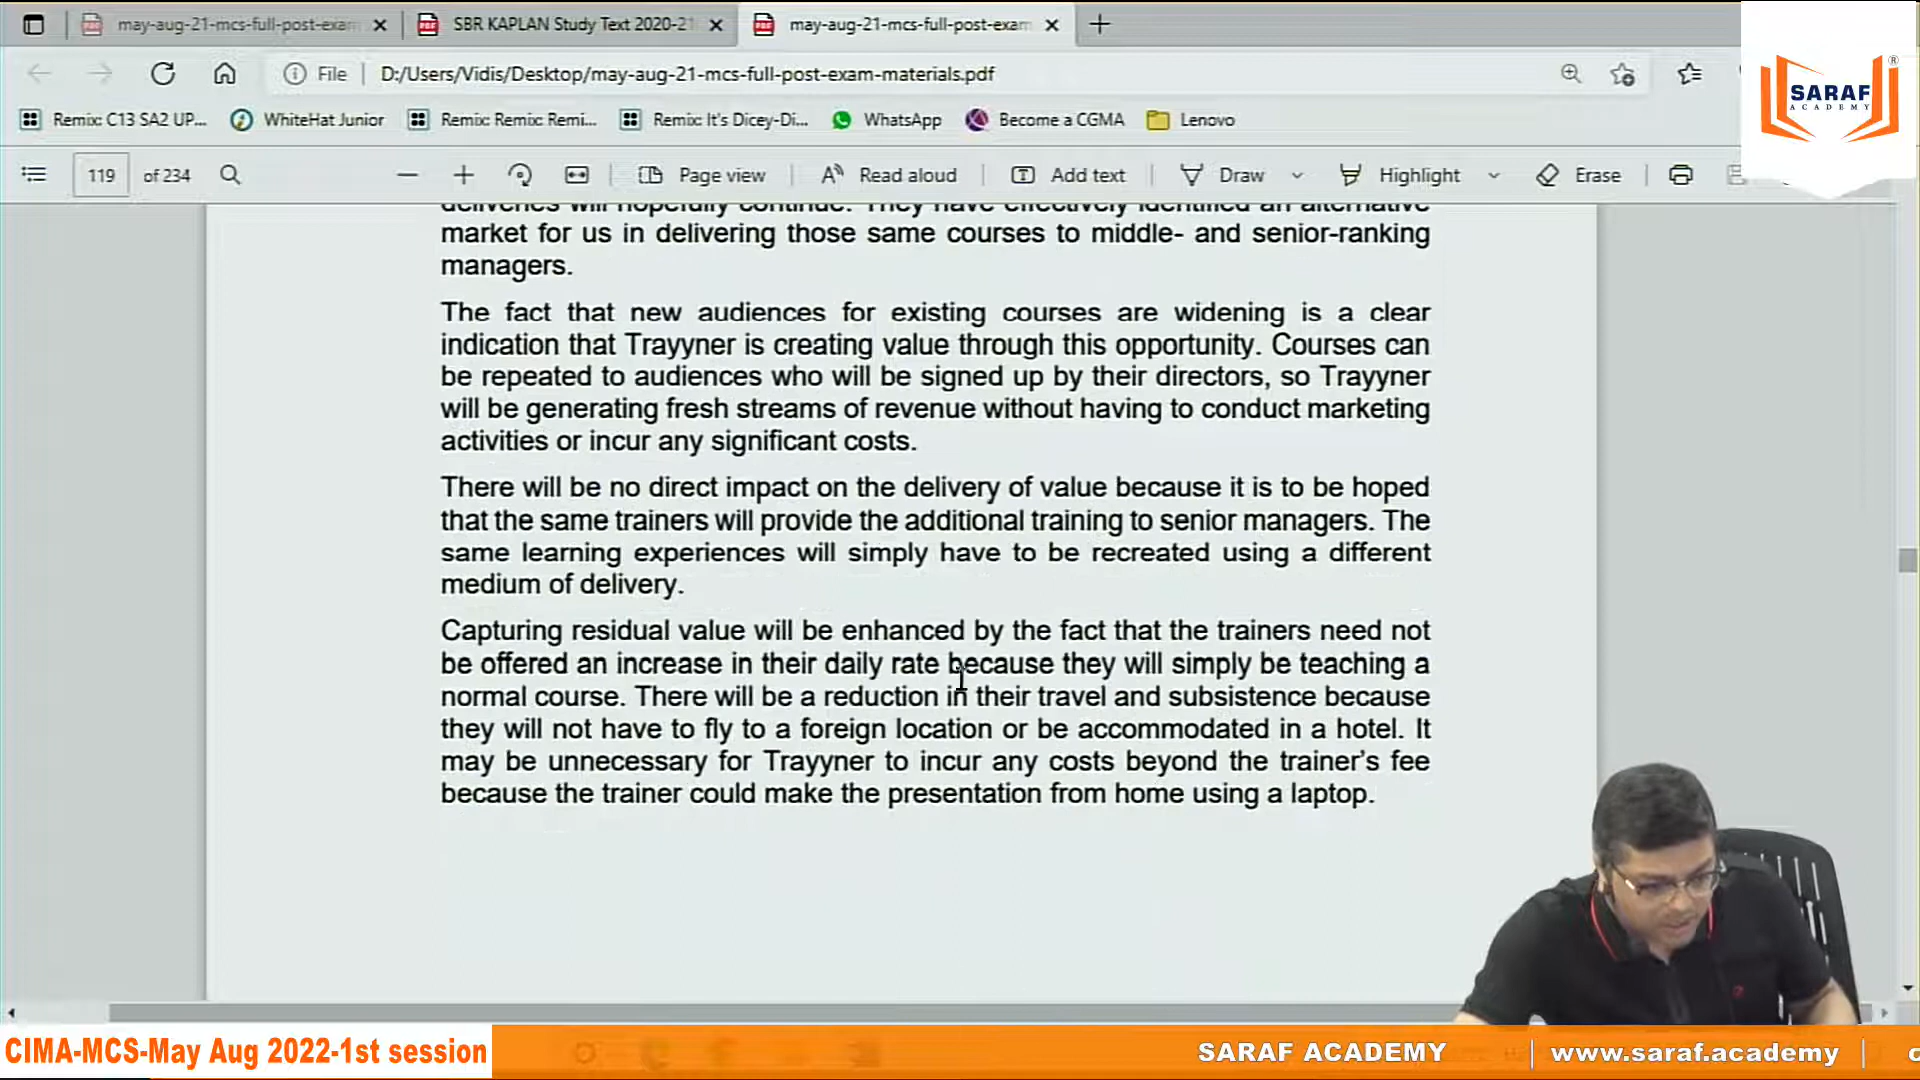 may-aug-21-mcs-full-post-exam
SBR KAPLAN Study Text 2020-21
may-aug-21-mcs-full-post-exam
File
D:/Users/Vidis/Desktop/may-aug-21-mcs-full-post-exam-materials.pdf
SARAF
ACADEMY
®
Remix: C13 SA2 UP...
WhiteHat Junior
Remix: Remix: Remi...
Remix: It's Dicey-Di...
WhatsApp
Become a CGMA
Lenovo
119 of 234
Page view
Read aloud
Add text
Draw
Highlight
Erase
deliveries will hopefully continue. They have effectively identified an alternative
market for us in delivering those same courses to middle- and senior-ranking
managers.
The fact that new audiences for existing courses are widening is a clear
indication that Trayyner is creating value through this opportunity. Courses can
be repeated to audiences who will be signed up by their directors, so Trayyner
will be generating fresh streams of revenue without having to conduct marketing
activities or incur any significant costs.
There will be no direct impact on the delivery of value because it is to be hoped
that the same trainers will provide the additional training to senior managers. The
same learning experiences will simply have to be recreated using a different
medium of delivery.
Capturing residual value will be enhanced by the fact that the trainers need not
be offered an increase in their daily rate because they will simply be teaching a
normal course. There will be a reduction in their travel and subsistence because
they will not have to fly to a foreign location or be accommodated in a hotel. It
may be unnecessary for Trayyner to incur any costs beyond the trainer's fee
because the trainer could make the presentation from home using a laptop.
CIMA-MCS-May Aug 2022-1st session
SARAF ACADEMY | www.saraf.academy |